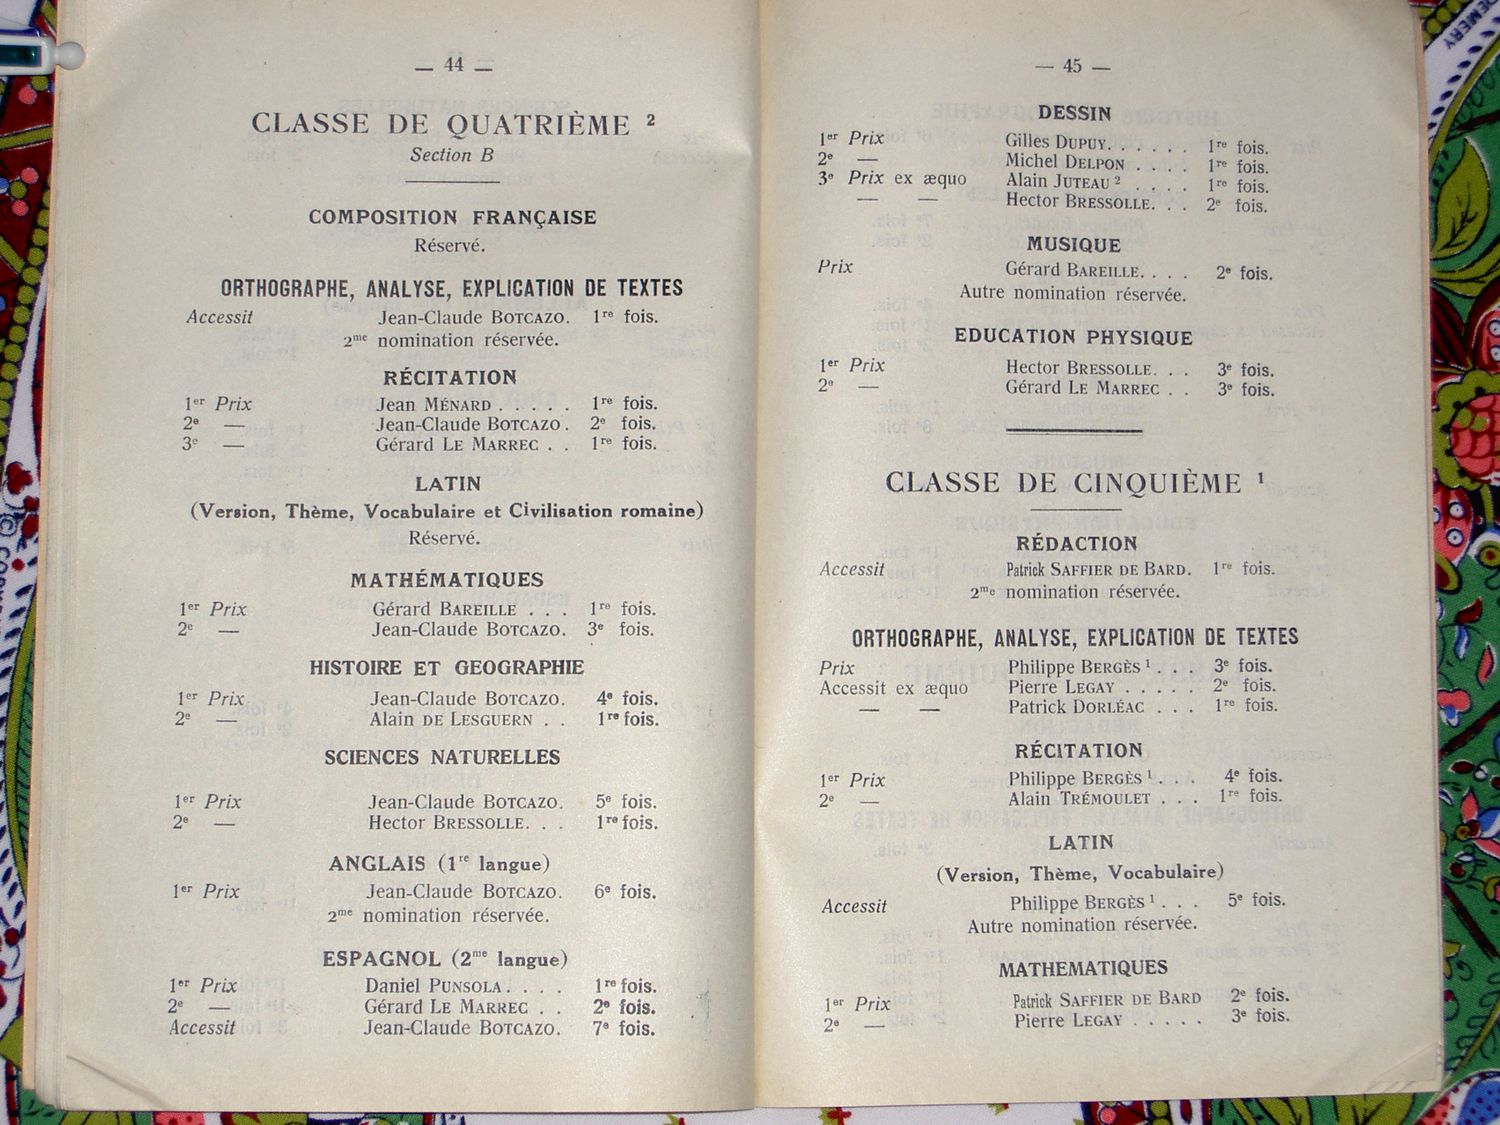 — 44 —
CLASSE DE QUATRIÈME ²
Section B
COMPOSITION FRANÇAISE
Réservé.
ORTHOGRAPHE, ANALYSE, EXPLICATION DE TEXTES
Accessit Jean-Claude BOTCAZO. 1re fois.
2me nomination réservée.
RÉCITATION
1er Prix Jean MÉNARD . . . . . 1re fois.
2e — Jean-Claude BOTCAZO. 2e fois.
3e — Gérard LE MARREC . . 1re fois.
LATIN
(Version, Thème, Vocabulaire et Civilisation romaine)
Réservé.
MATHÉMATIQUES
1er Prix Gérard BAREILLE . . . 1re fois.
2e — Jean-Claude BOTCAZO. 3e fois.
HISTOIRE ET GEOGRAPHIE
1er Prix Jean-Claude BOTCAZO. 4e fois.
2e — Alain DE LESGUERN . . 1re fois.
SCIENCES NATURELLES
1er Prix Jean-Claude BOTCAZO. 5e fois.
2e — Hector BRESSOLLE. . . 1re fois.
ANGLAIS (1re langue)
1er Prix Jean-Claude BOTCAZO. 6e fois.
2me nomination réservée.
ESPAGNOL (2me langue)
1er Prix Daniel PUNSOLA. . . . 1re fois.
2e — Gérard LE MARREC . . 2e fois.
Accessit Jean-Claude BOTCAZO. 7e fois.
— 45 —
DESSIN
1er Prix Gilles DUPUY. . . . . . 1re fois.
2e — Michel DELPON . . . . 1re fois.
3e Prix ex æquo Alain JUTEAU ² . . . . 1re fois.
— — Hector BRESSOLLE. . . 2e fois.
MUSIQUE
Prix Gérard BAREILLE. . . . 2e fois.
Autre nomination réservée.
EDUCATION PHYSIQUE
1er Prix Hector BRESSOLLE. . . 3e fois.
2e — Gérard LE MARREC . . 3e fois.
CLASSE DE CINQUIÈME ¹
RÉDACTION
Accessit Patrick SAFFIER DE BARD. 1re fois.
2me nomination réservée.
ORTHOGRAPHE, ANALYSE, EXPLICATION DE TEXTES
Prix Philippe BERGÈS ¹ . . . 3e fois.
Accessit ex æquo Pierre LEGAY . . . . . 2e fois.
— — Patrick DORLÉAC . . . 1re fois.
RÉCITATION
1er Prix Philippe BERGÈS ¹ . . . 4e fois.
2e — Alain TRÉMOULET . . . 1re fois.
LATIN
(Version, Thème, Vocabulaire)
Accessit Philippe BERGÈS ¹ . . . 5e fois.
Autre nomination réservée.
MATHEMATIQUES
1er Prix Patrick SAFFIER DE BARD 2e fois.
2e — Pierre LEGAY . . . . . 3e fois.
DEMERY